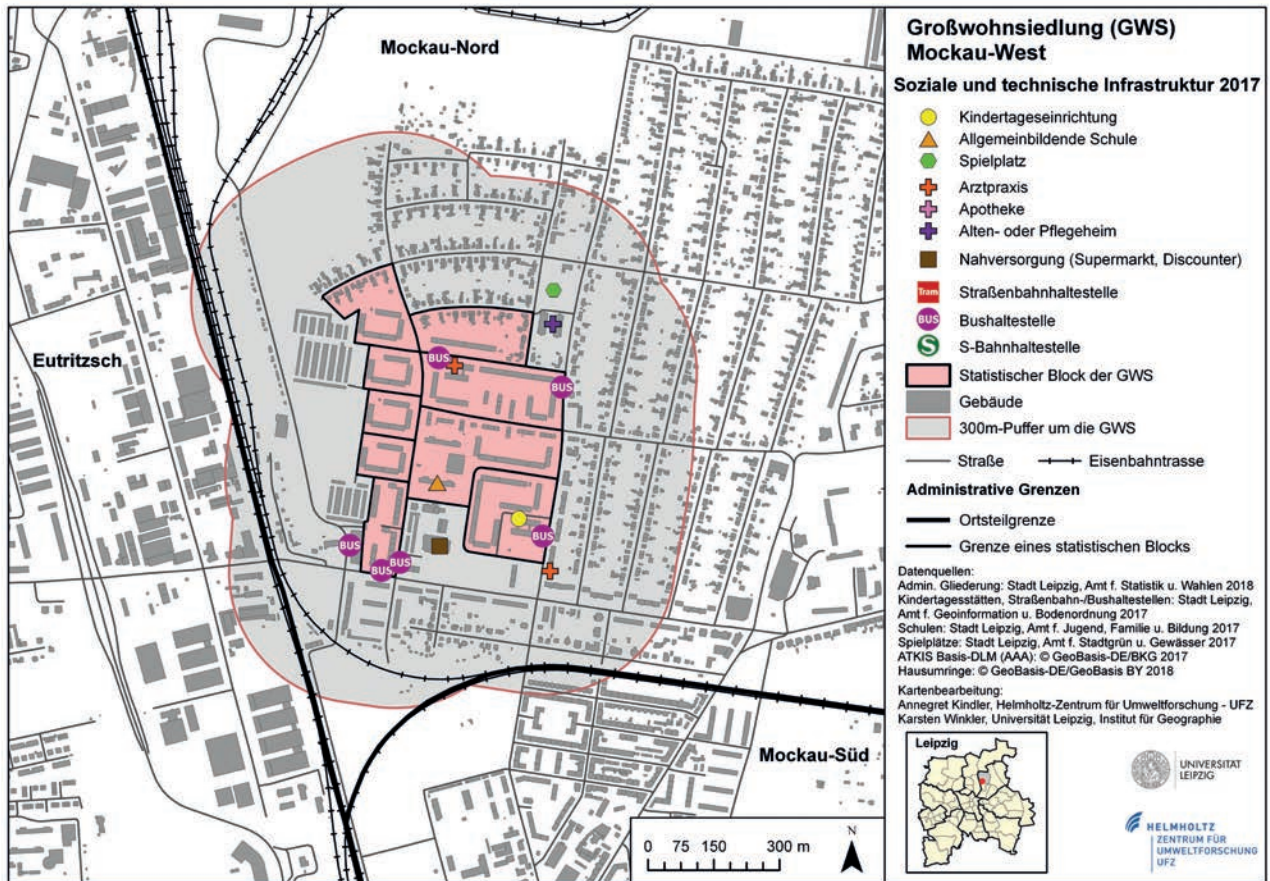 Mockau-Nord
Eutritzsch
BUS
BUS
BUS
BUS
BUS
BUS
Mockau-Süd
0 75 150 300 m
N
Großwohnsiedlung (GWS)
Mockau-West
Soziale und technische Infrastruktur 2017
Kindertageseinrichtung
Allgemeinbildende Schule
Spielplatz
Arztpraxis
Apotheke
Alten- oder Pflegeheim
Nahversorgung (Supermarkt, Discounter)
Tram Straßenbahnhaltestelle
BUS Bushaltestelle
S S-Bahnhaltestelle
Statistischer Block der GWS
Gebäude
300m-Puffer um die GWS
Straße Eisenbahntrasse
Administrative Grenzen
Ortsteilgrenze
Grenze eines statistischen Blocks
Datenquellen:
Admin. Gliederung: Stadt Leipzig, Amt f. Statistik u. Wahlen 2018
Kindertagesstätten, Straßenbahn-/Bushaltestellen: Stadt Leipzig,
Amt f. Geoinformation u. Bodenordnung 2017
Schulen: Stadt Leipzig, Amt f. Jugend, Familie u. Bildung 2017
Spielplätze: Stadt Leipzig, Amt f. Stadtgrün u. Gewässer 2017
ATKIS Basis-DLM (AAA): © GeoBasis-DE/BKG 2017
Hausumringe: © GeoBasis-DE/GeoBasis BY 2018
Kartenbearbeitung:
Annegret Kindler, Helmholtz-Zentrum für Umweltforschung - UFZ
Karsten Winkler, Universität Leipzig, Institut für Geographie
Leipzig
UNIVERSITÄT
LEIPZIG
HELMHOLTZ
ZENTRUM FÜR
UMWELTFORSCHUNG
UFZ